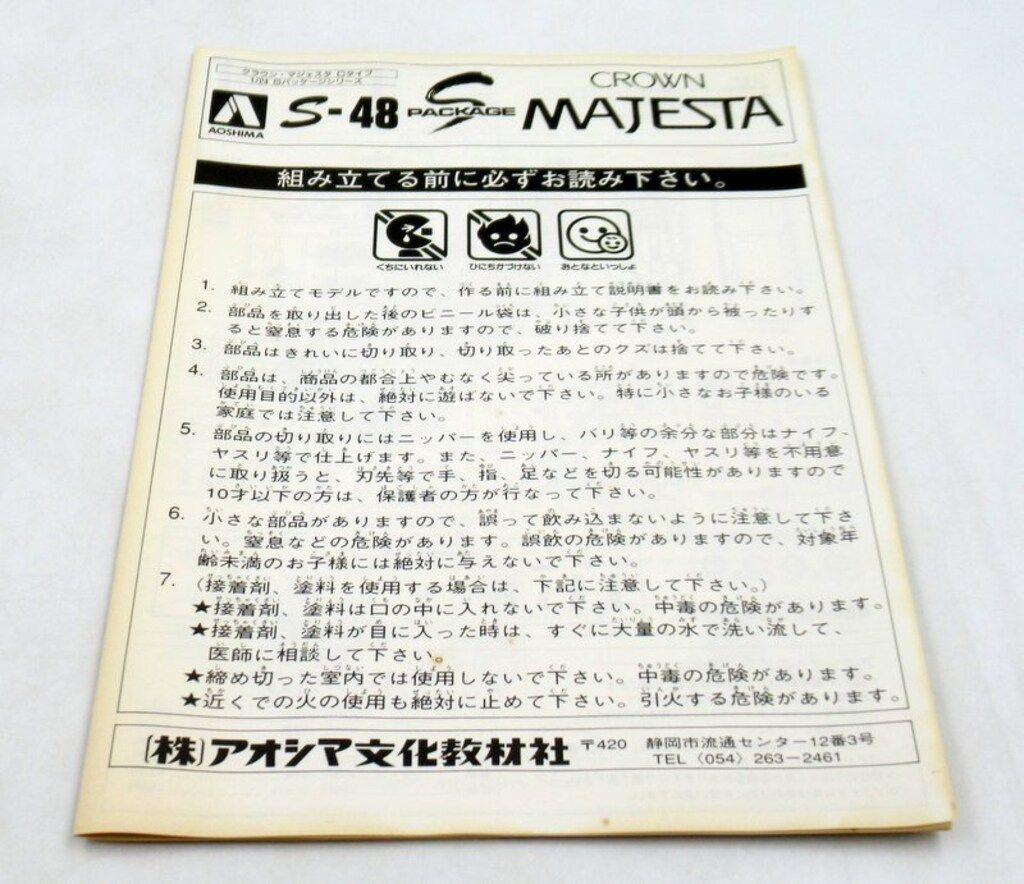 クラウン・マジェスタ Cタイプ
1/24 Sパッケージシリーズ
AOSHIMA
S-48
S PACKAGE
CROWN
MAJESTA
組み立てる前に必ずお読み下さい。
くちにいれない ひにちかづけない おとなといっしょ
1. 組み立てモデルですので、作る前に組み立て説明書をお読み下さい。
2. 部品を取り出した後のビニール袋は、小さな子供が頭から被ったりす
ると窒息する危険がありますので、破り捨てて下さい。
3. 部品はきれいに切り取り、切り取ったあとのクズは捨てて下さい。
4. 部品は、商品の都合上やむなく尖っている所がありますので危険です。
使用目的以外は、絶対に遊ばないで下さい。特に小さなお子様のいる
家庭では注意して下さい。
5. 部品の切り取りにはニッパーを使用し、バリ等の余分な部分はナイフ、
ヤスリ等で仕上げます。また、ニッパー、ナイフ、ヤスリ等を不用意
に取り扱うと、刃先等で手、指、足などを切る可能性がありますので
10才以下の方は、保護者の方が行なって下さい。
6. 小さな部品がありますので、誤って飲み込まないように注意して下さ
い。窒息などの危険があります。誤飲の危険がありますので、対象年
齢未満のお子様には絶対に与えないで下さい。
7. (接着剤、塗料を使用する場合は、下記に注意して下さい。)
★接着剤、塗料は口の中に入れないで下さい。中毒の危険があります。
★接着剤、塗料が目に入った時は、すぐに大量の水で洗い流して、
医師に相談して下さい。
★締め切った室内では使用しないで下さい。中毒の危険があります。
★近くでの火の使用も絶対に止めて下さい。引火する危険があります。
(株)アオシマ文化教材社 〒420 静岡市流通センター12番3号
TEL〈054〉263-2461